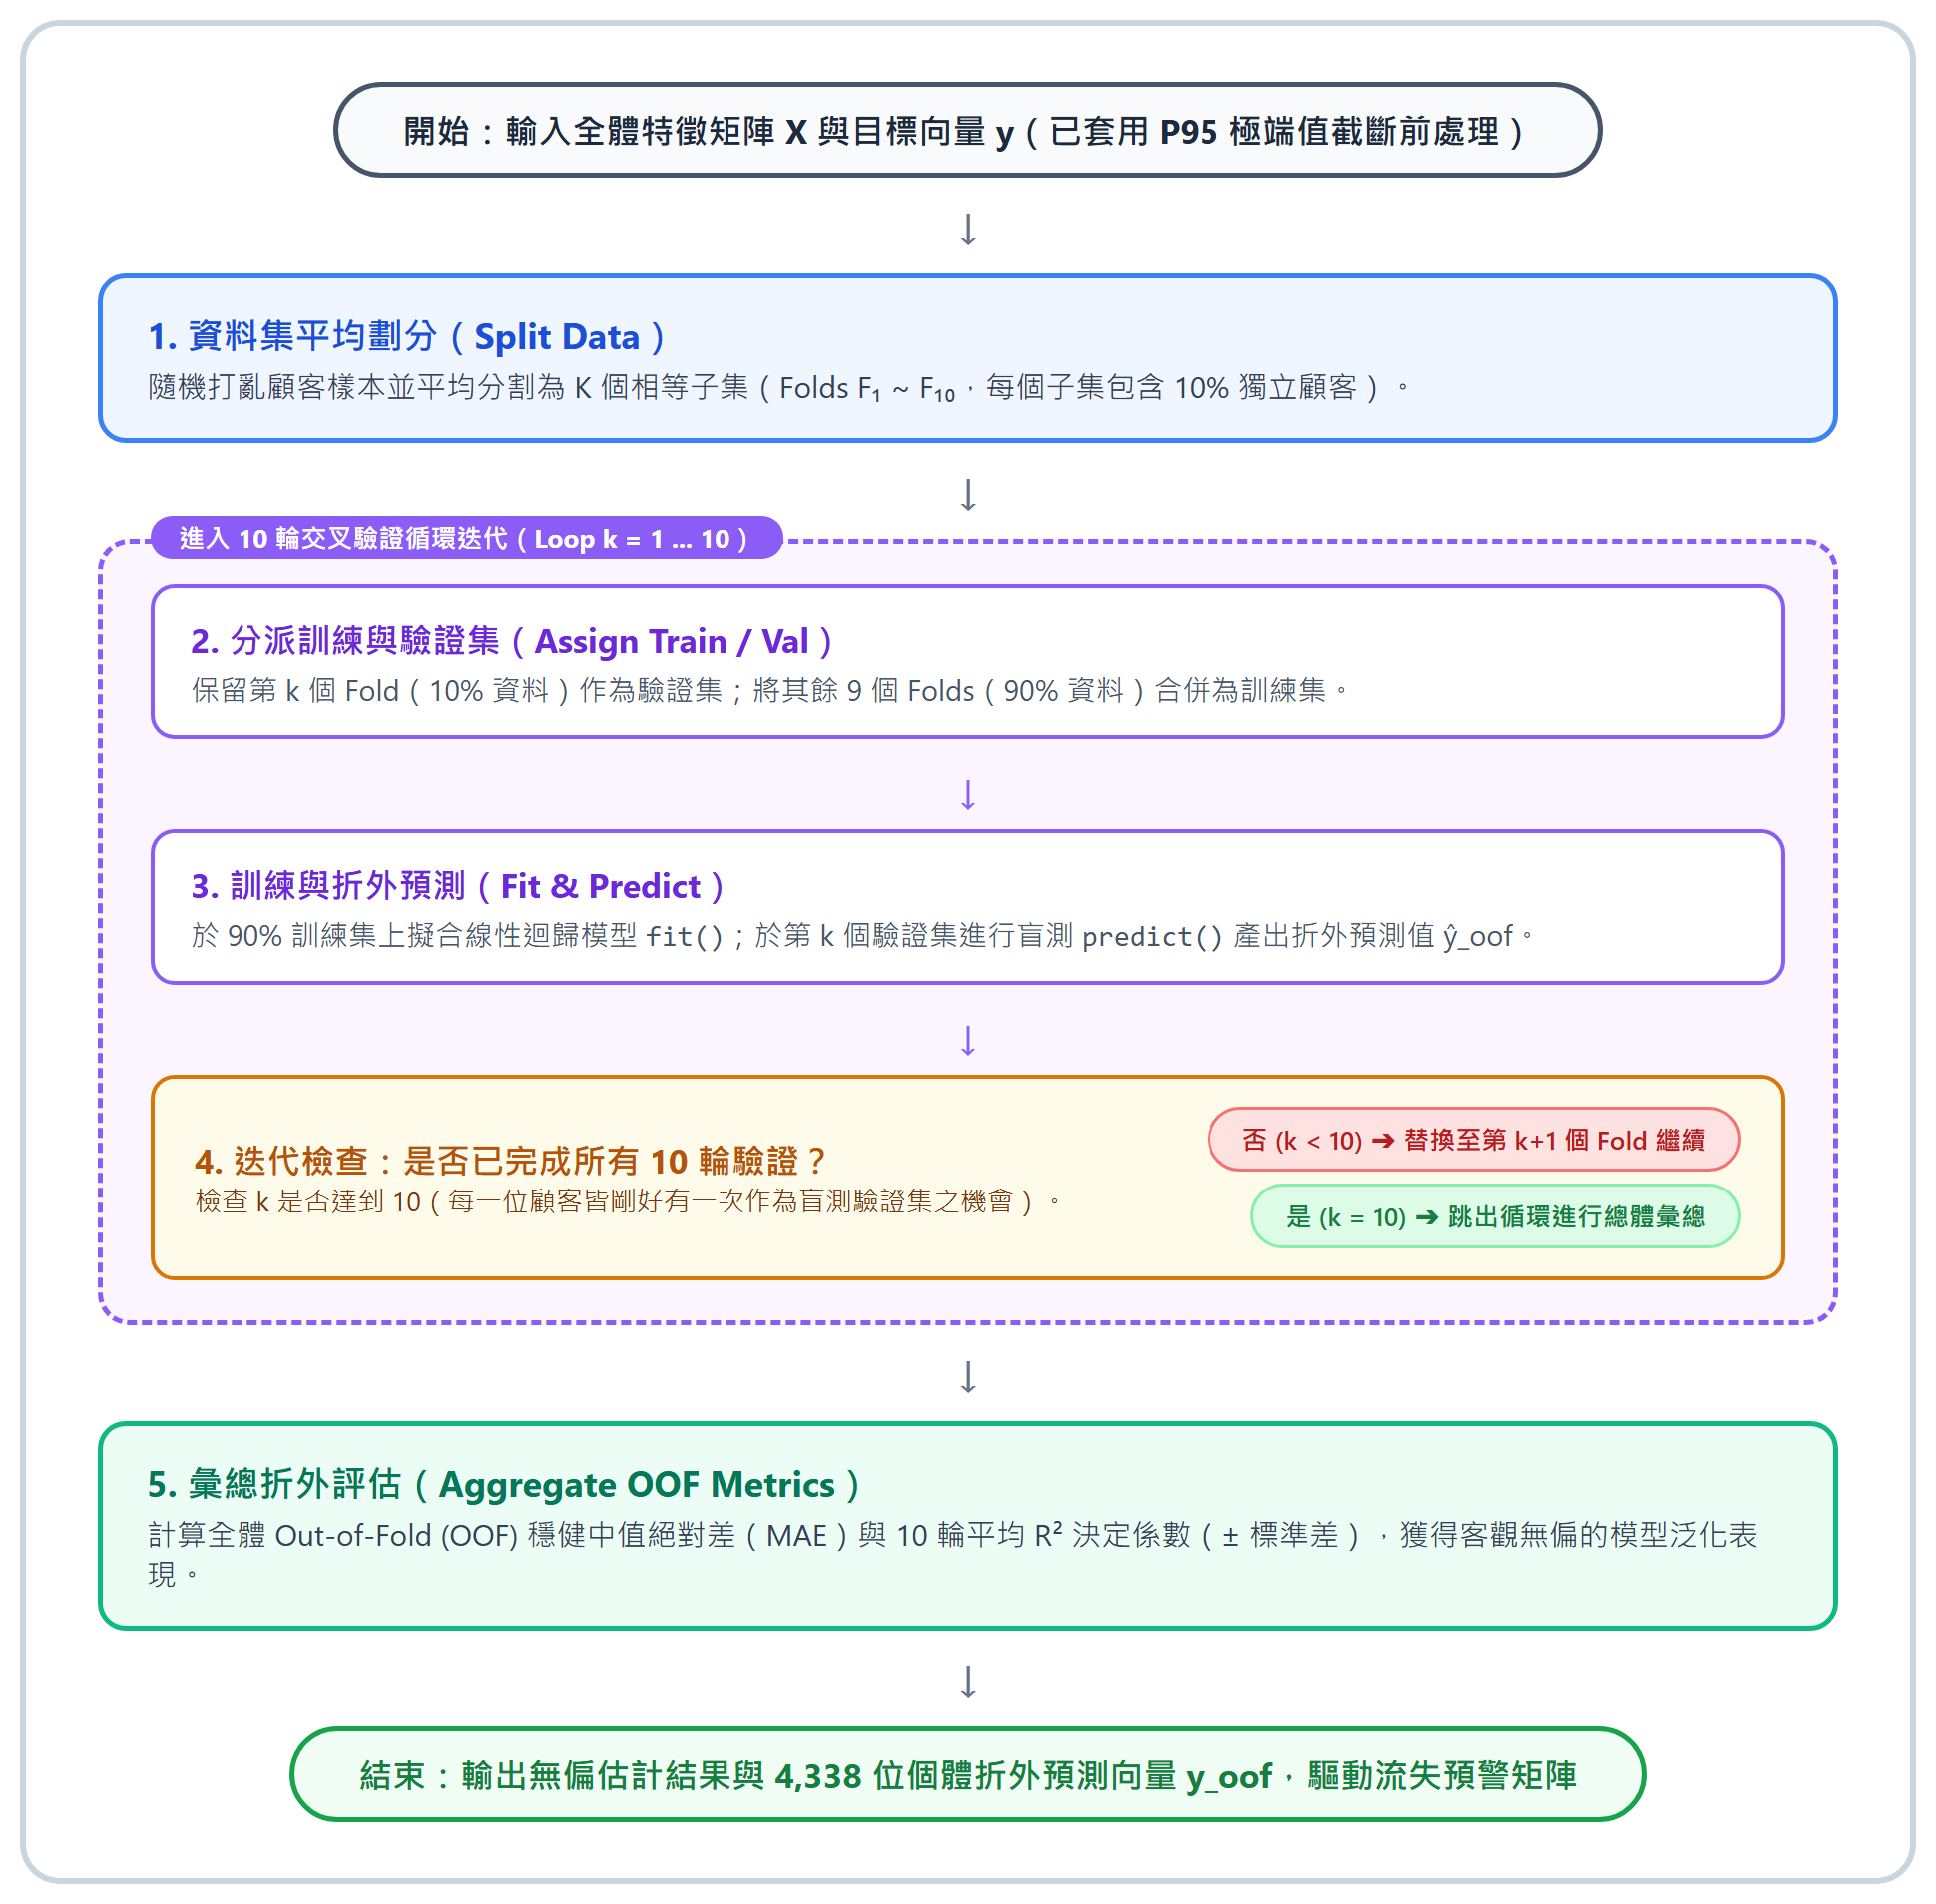 開始：輸入全體特徵矩陣 X 與目標向量 y（已套用 P95 極端值截斷前處理）
↓
1. 資料集平均劃分（Split Data）
隨機打亂顧客樣本並平均分割為 K 個相等子集（Folds F₁ ~ F₁₀，每個子集包含 10% 獨立顧客）。
↓
進入 10 輪交叉驗證循環迭代（Loop k = 1 ... 10）
2. 分派訓練與驗證集（Assign Train / Val）
保留第 k 個 Fold（10% 資料）作為驗證集；將其餘 9 個 Folds（90% 資料）合併為訓練集。
↓
3. 訓練與折外預測（Fit & Predict）
於 90% 訓練集上擬合線性迴歸模型 fit()；於第 k 個驗證集進行盲測 predict() 產出折外預測值 ŷ_oof。
↓
4. 迭代檢查：是否已完成所有 10 輪驗證？
檢查 k 是否達到 10（每一位顧客皆剛好有一次作為盲測驗證集之機會）。
否 (k < 10) ➔ 替換至第 k+1 個 Fold 繼續
是 (k = 10) ➔ 跳出循環進行總體彙總
↓
5. 彙總折外評估（Aggregate OOF Metrics）
計算全體 Out-of-Fold (OOF) 穩健中值絕對差（MAE）與 10 輪平均 R² 決定係數（± 標準差），獲得客觀無偏的模型泛化表
現。
↓
結束：輸出無偏估計結果與 4,338 位個體折外預測向量 y_oof，驅動流失預警矩陣